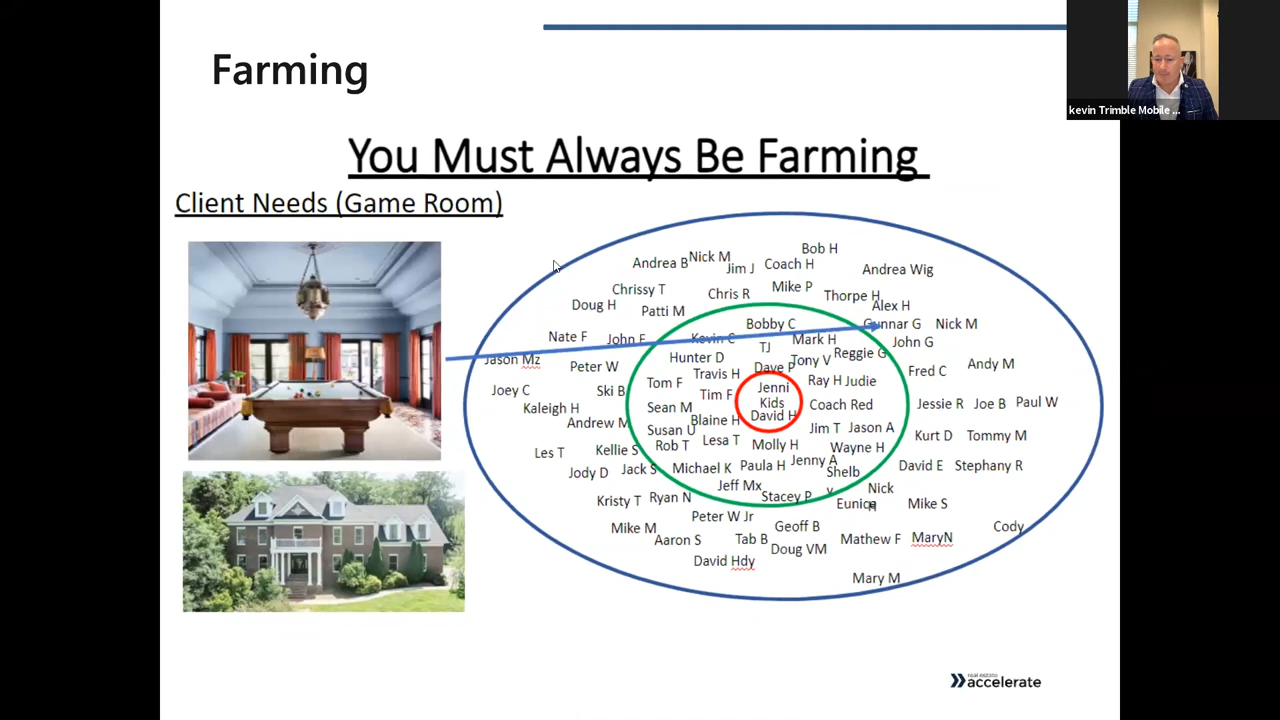 Farming
kevin Trimble Mobile ...
You Must Always Be Farming
Client Needs (Game Room)
Bob H
Nick M
Andrea B
Jim J
Coach H
Andrea Wig
Chrissy T
Chris R
Mike P
Thorpe H
Doug H
Patti M
Alex H
Bobby C
Gunnar G
Nick M
Nate F
John F
Kevin C
Mark H
John G
TJ
Reggie G
Jason Mz
Peter W
Hunter D
Dave P
Tony V
Andy M
Travis H
Fred C
Joey C
Ski B
Tom F
Tim F
Jenni
Kids
David H
Ray H
Judie
Kaleigh H
Sean M
Coach Red
Jessie R
Joe B
Paul W
Andrew M
Susan U
Blaine H
Jim T
Jason A
Kurt D
Tommy M
Les T
Kellie S
Rob T
Lesa T
Molly H
Wayne H
Jody D
Jack S
Michael K
Paula H
Jenny A
Shelb
y
David E
Stephany R
Jeff Mx
Stacey P
Nick
H
Kristy T
Ryan N
Eunice
Mike S
Peter W Jr
Mike M
Geoff B
Cody
Aaron S
Tab B
Doug VM
Mathew F
MaryN
David Hdy
Mary M
real estate
accelerate